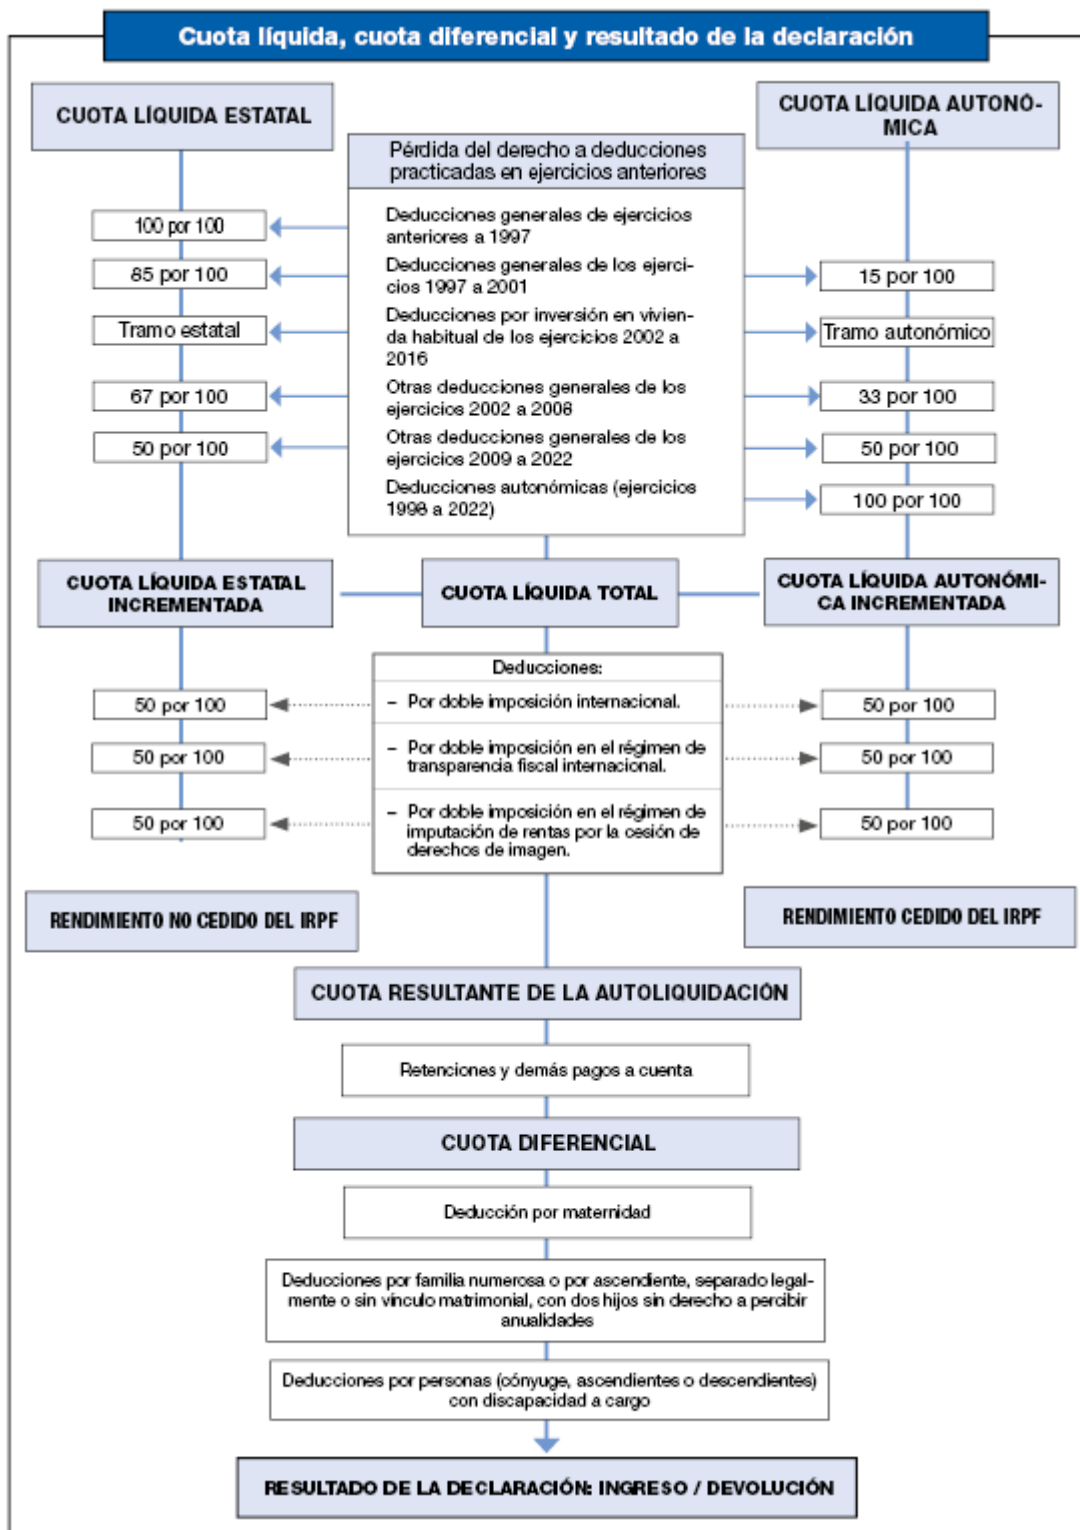 Cuota líquida, cuota diferencial y resultado de la declaración
CUOTA LÍQUIDA ESTATAL
CUOTA LÍQUIDA AUTONÓ-
MICA
Pérdida del derecho a deducciones
practicadas en ejercicios anteriores
100 por 100
Deducciones generales de ejercicios
anteriores a 1997
85 por 100
Deducciones generales de los ejerci-
cios 1997 a 2001
15 por 100
Tramo estatal
Deducciones por inversión en vivien-
da habitual de los ejercicios 2002 a
2016
Tramo autonómico
67 por 100
Otras deducciones generales de los
ejercicios 2002 a 2008
33 por 100
50 por 100
Otras deducciones generales de los
ejercicios 2009 a 2022
50 por 100
Deducciones autonómicas (ejercicios
1998 a 2022)
100 por 100
CUOTA LÍQUIDA ESTATAL
INCREMENTADA
CUOTA LÍQUIDA TOTAL
CUOTA LÍQUIDA AUTONÓMI-
CA INCREMENTADA
Deducciones:
50 por 100
– Por doble imposición internacional.
50 por 100
50 por 100
– Por doble imposición en el régimen de
transparencia fiscal internacional.
50 por 100
50 por 100
– Por doble imposición en el régimen de
imputación de rentas por la cesión de
derechos de imagen.
50 por 100
RENDIMIENTO NO CEDIDO DEL IRPF
RENDIMIENTO CEDIDO DEL IRPF
CUOTA RESULTANTE DE LA AUTOLIQUIDACIÓN
Retenciones y demás pagos a cuenta
CUOTA DIFERENCIAL
Deducción por maternidad
Deducciones por familia numerosa o por ascendiente, separado legal-
mente o sin vínculo matrimonial, con dos hijos sin derecho a percibir
anualidades
Deducciones por personas (cónyuge, ascendientes o descendientes)
con discapacidad a cargo
RESULTADO DE LA DECLARACIÓN: INGRESO / DEVOLUCIÓN